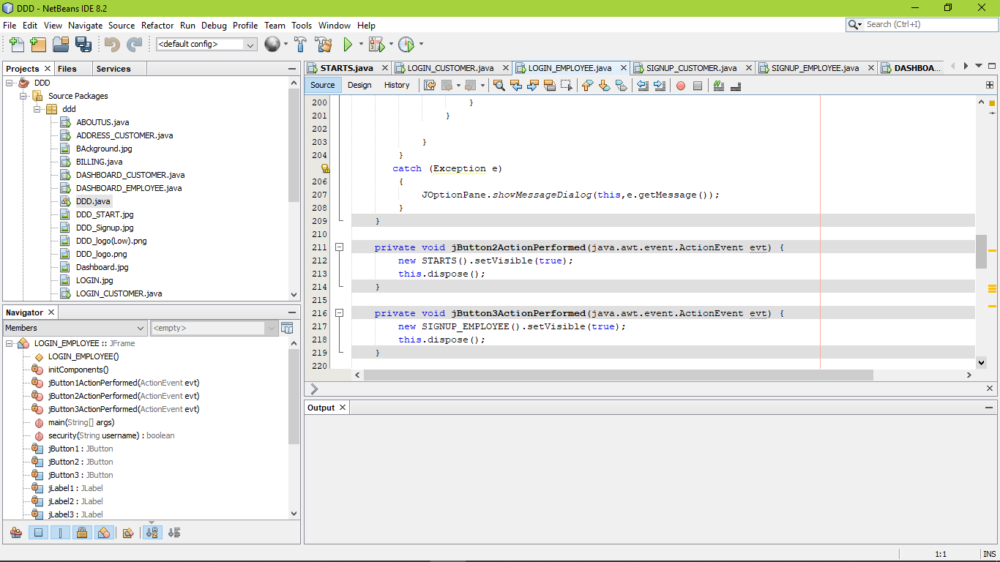 DDD - NetBeans IDE 8.2
File Edit View Navigate Source Refactor Run Debug Profile Team Tools Window Help
Search (Ctrl+I)
<default config>
Projects Files Services
DDD
Source Packages
ddd
ABOUTUS.java
ADDRESS_CUSTOMER.java
BAckground.jpg
BILLING.java
DASHBOARD_CUSTOMER.java
DASHBOARD_EMPLOYEE.java
DDD.java
DDD_START.jpg
DDD_Signup.jpg
DDD_logo(Low).png
DDD_logo.png
Dashboard.jpg
LOGIN.jpg
LOGIN_CUSTOMER.java
Navigator
Members <empty>
LOGIN_EMPLOYEE :: JFrame
LOGIN_EMPLOYEE()
initComponents()
jButton1ActionPerformed(ActionEvent evt)
jButton2ActionPerformed(ActionEvent evt)
jButton3ActionPerformed(ActionEvent evt)
main(String[] args)
security(String username) : boolean
jButton1 : JButton
jButton2 : JButton
jButton3 : JButton
jLabel1 : JLabel
jLabel2 : JLabel
jLabel3 : JLabel
STARTS.java LOGIN_CUSTOMER.java LOGIN_EMPLOYEE.java SIGNUP_CUSTOMER.java SIGNUP_EMPLOYEE.java DASHBOA...
Source Design History
200 }
201 }
202
203 }
204 }
catch (Exception e)
206 {
207 JOptionPane.showMessageDialog(this,e.getMessage());
208 }
209 }
210
211 private void jButton2ActionPerformed(java.awt.event.ActionEvent evt) {
212 new STARTS().setVisible(true);
213 this.dispose();
214 }
215
216 private void jButton3ActionPerformed(java.awt.event.ActionEvent evt) {
217 new SIGNUP_EMPLOYEE().setVisible(true);
218 this.dispose();
219 }
220
Output
1:1 INS